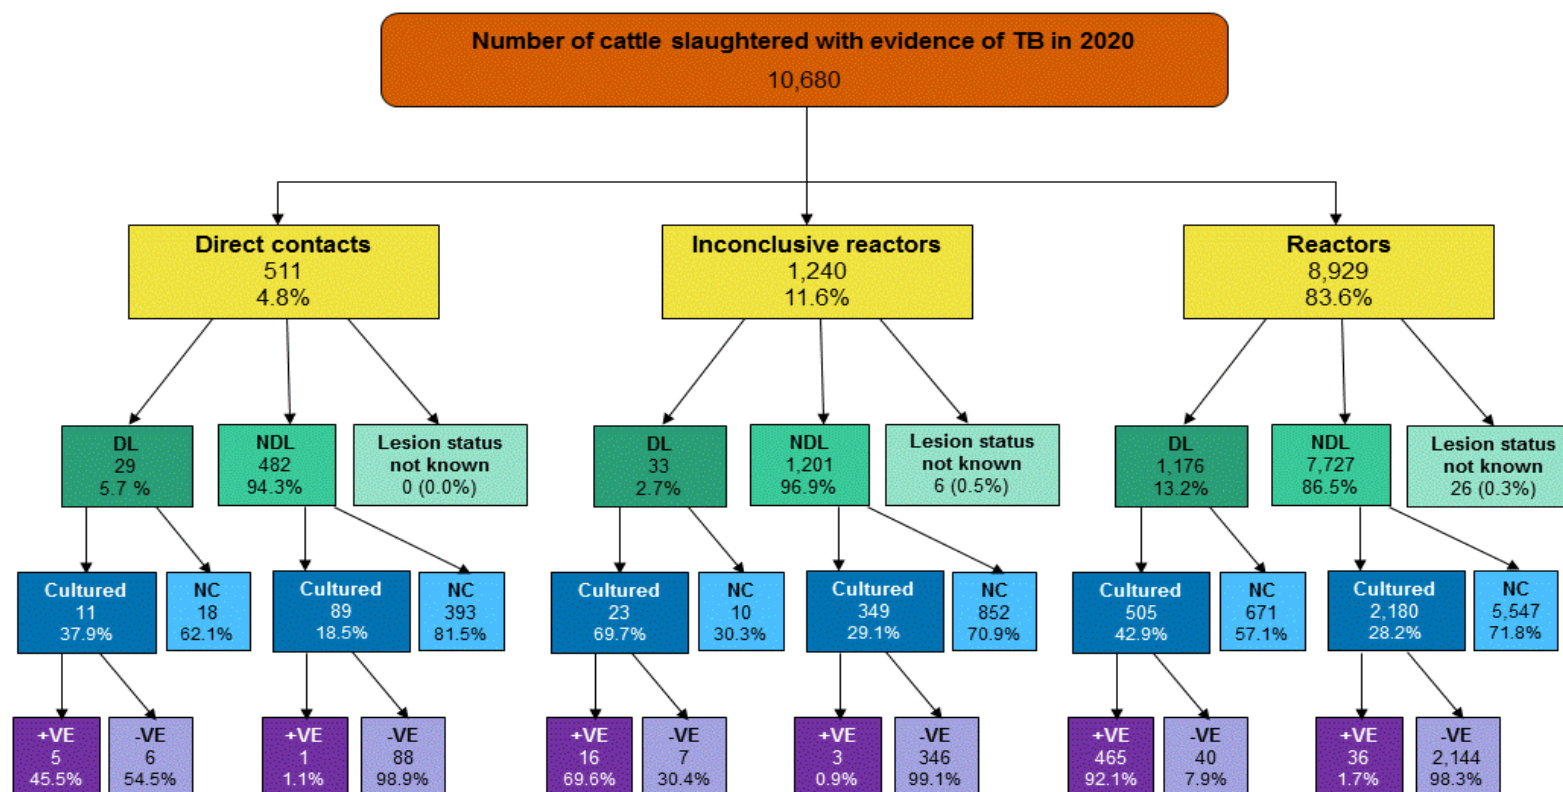 Number of cattle slaughtered with evidence of TB in 2020
10,680
Direct contacts
511
4.8%
Inconclusive reactors
1,240
11.6%
Reactors
8,929
83.6%
DL
29
5.7 %
NDL
482
94.3%
Lesion status
not known
0 (0.0%)
DL
33
2.7%
NDL
1,201
96.9%
Lesion status
not known
6 (0.5%)
DL
1,176
13.2%
NDL
7,727
86.5%
Lesion status
not known
26 (0.3%)
Cultured
11
37.9%
NC
18
62.1%
Cultured
89
18.5%
NC
393
81.5%
Cultured
23
69.7%
NC
10
30.3%
Cultured
349
29.1%
NC
852
70.9%
Cultured
505
42.9%
NC
671
57.1%
Cultured
2,180
28.2%
NC
5,547
71.8%
+VE
5
45.5%
-VE
6
54.5%
+VE
1
1.1%
-VE
88
98.9%
+VE
16
69.6%
-VE
7
30.4%
+VE
3
0.9%
-VE
346
99.1%
+VE
465
92.1%
-VE
40
7.9%
+VE
36
1.7%
-VE
2,144
98.3%